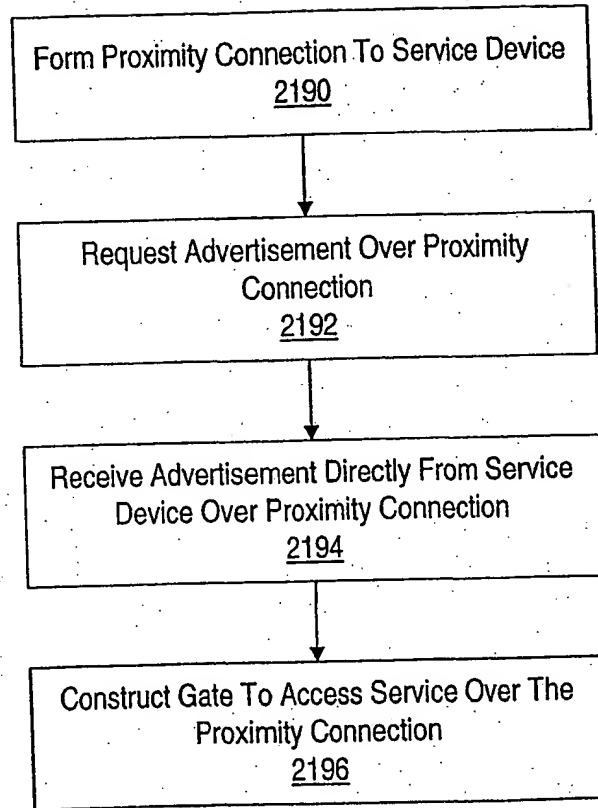 Form Proximity Connection To Service Device
2190
Request Advertisement Over Proximity
Connection
2192
Receive Advertisement Directly From Service
Device Over Proximity Connection
2194
Construct Gate To Access Service Over The
Proximity Connection
2196